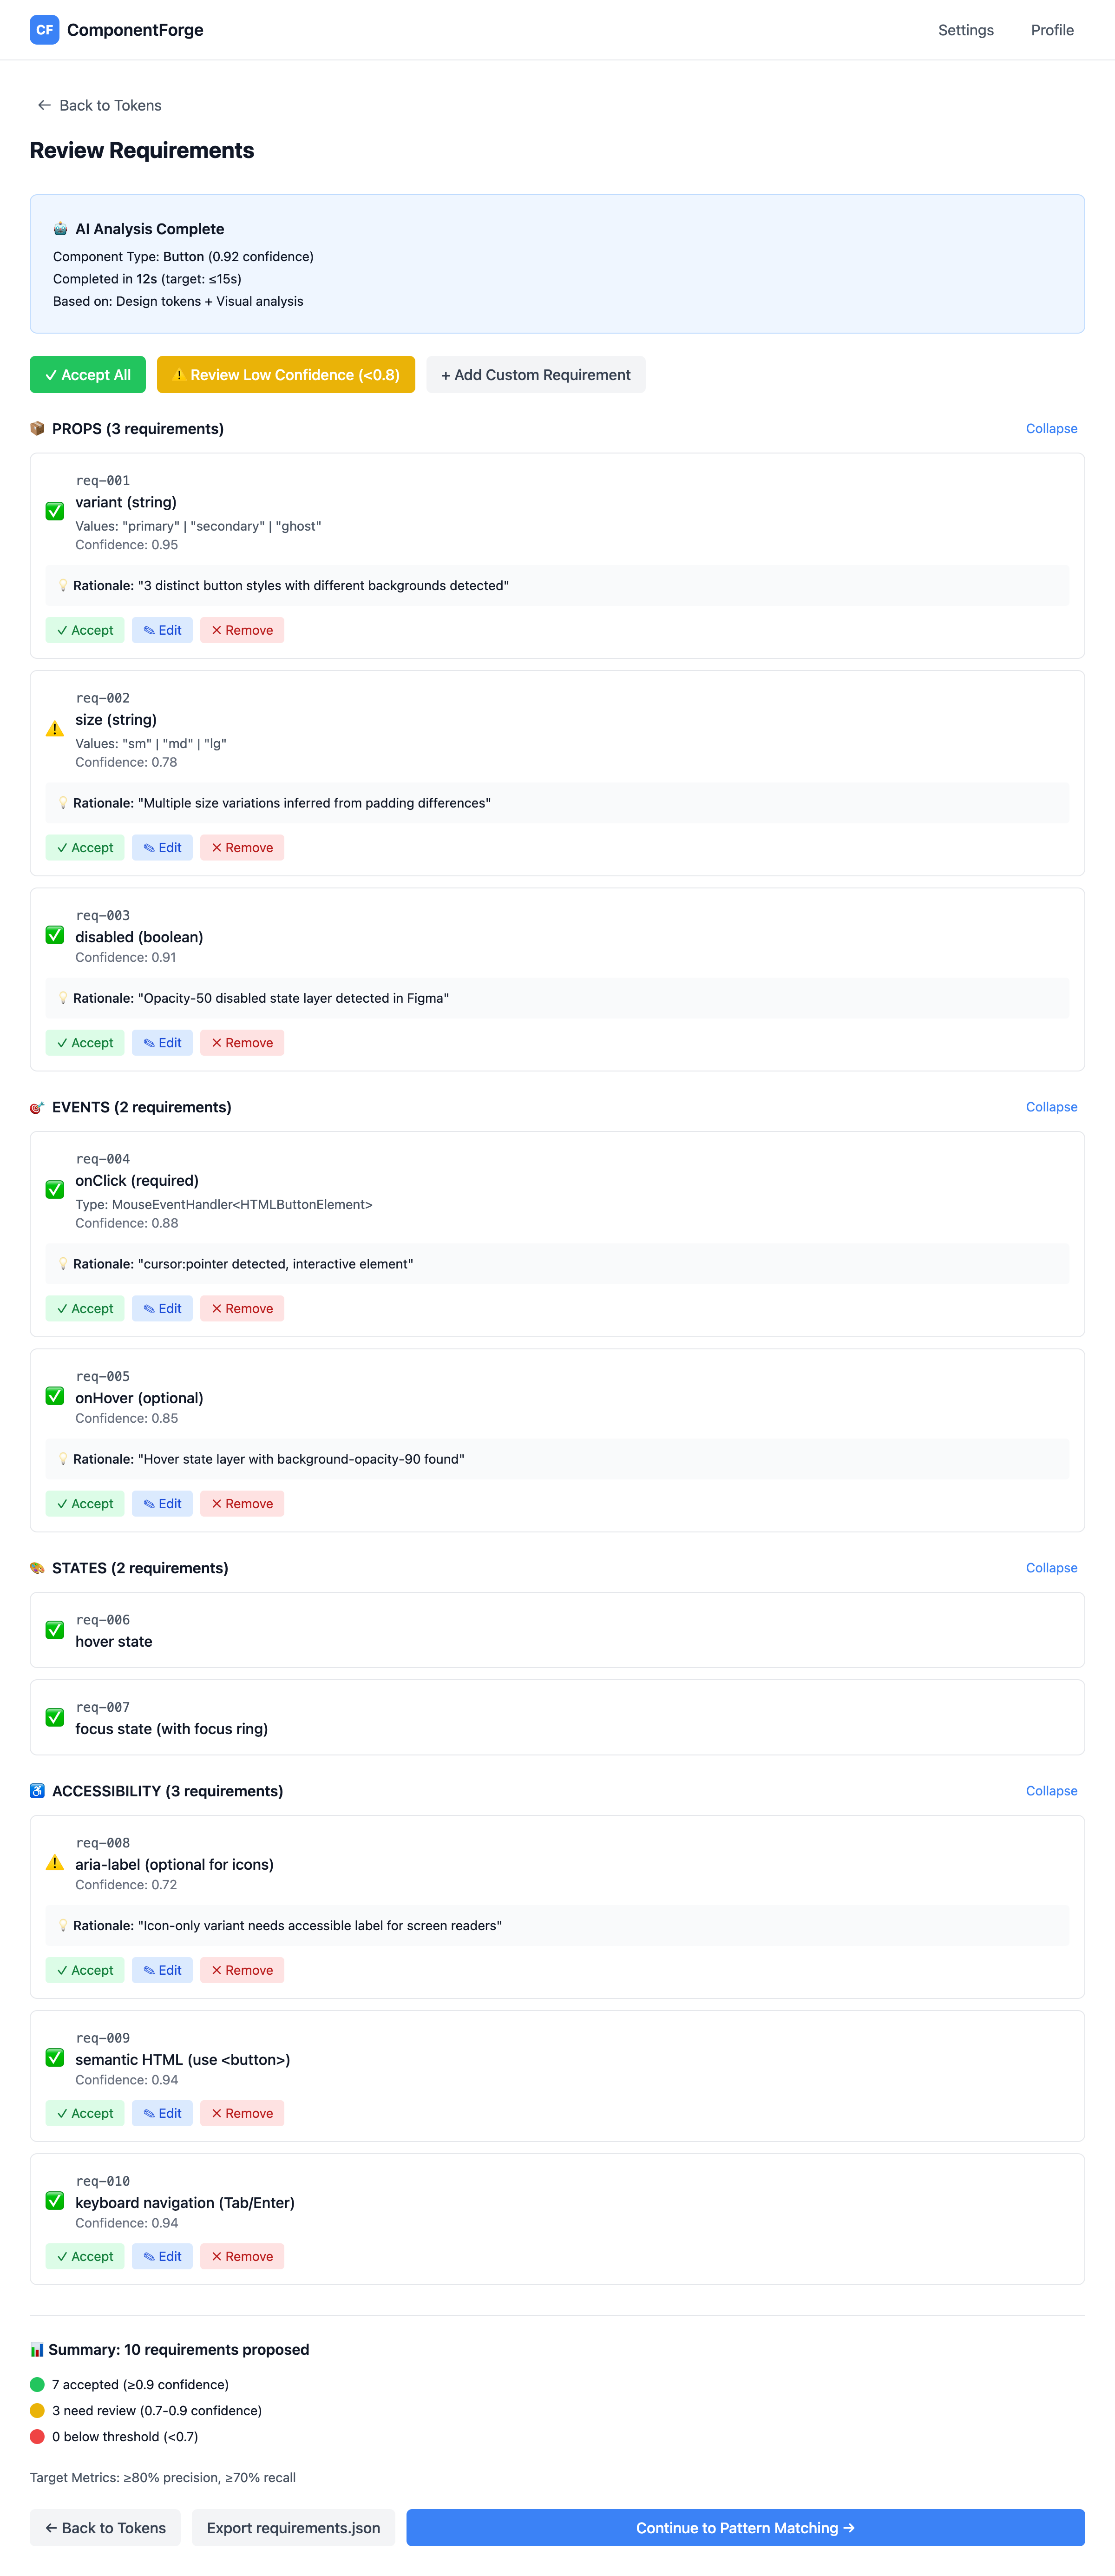 CF ComponentForge Settings Profile
← Back to Tokens
Review Requirements
🤖 AI Analysis Complete
Component Type: Button (0.92 confidence)
Completed in 12s (target: ≤15s)
Based on: Design tokens + Visual analysis
✓ Accept All ⚠️ Review Low Confidence (<0.8) + Add Custom Requirement
📦 PROPS (3 requirements) Collapse
req-001
✅ variant (string)
Values: "primary" | "secondary" | "ghost"
Confidence: 0.95
💡 Rationale: "3 distinct button styles with different backgrounds detected"
✓ Accept ✎ Edit ✕ Remove
req-002
⚠️ size (string)
Values: "sm" | "md" | "lg"
Confidence: 0.78
💡 Rationale: "Multiple size variations inferred from padding differences"
✓ Accept ✎ Edit ✕ Remove
req-003
✅ disabled (boolean)
Confidence: 0.91
💡 Rationale: "Opacity-50 disabled state layer detected in Figma"
✓ Accept ✎ Edit ✕ Remove
🎯 EVENTS (2 requirements) Collapse
req-004
✅ onClick (required)
Type: MouseEventHandler<HTMLButtonElement>
Confidence: 0.88
💡 Rationale: "cursor:pointer detected, interactive element"
✓ Accept ✎ Edit ✕ Remove
req-005
✅ onHover (optional)
Confidence: 0.85
💡 Rationale: "Hover state layer with background-opacity-90 found"
✓ Accept ✎ Edit ✕ Remove
🎨 STATES (2 requirements) Collapse
req-006
✅ hover state
req-007
✅ focus state (with focus ring)
♿ ACCESSIBILITY (3 requirements) Collapse
req-008
⚠️ aria-label (optional for icons)
Confidence: 0.72
💡 Rationale: "Icon-only variant needs accessible label for screen readers"
✓ Accept ✎ Edit ✕ Remove
req-009
✅ semantic HTML (use <button>)
Confidence: 0.94
✓ Accept ✎ Edit ✕ Remove
req-010
✅ keyboard navigation (Tab/Enter)
Confidence: 0.94
✓ Accept ✎ Edit ✕ Remove
📊 Summary: 10 requirements proposed
7 accepted (≥0.9 confidence)
3 need review (0.7-0.9 confidence)
0 below threshold (<0.7)
Target Metrics: ≥80% precision, ≥70% recall
← Back to Tokens Export requirements.json Continue to Pattern Matching →